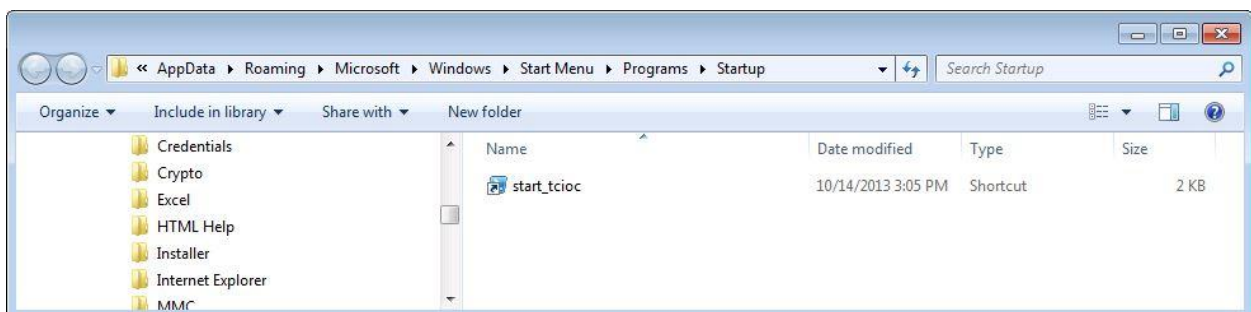 « AppData ▸ Roaming ▸ Microsoft ▸ Windows ▸ Start Menu ▸ Programs ▸ Startup
Search Startup
Organize Include in library Share with New folder
Credentials
Crypto
Excel
HTML Help
Installer
Internet Explorer
MMC
Name Date modified Type Size
start_tcioc 10/14/2013 3:05 PM Shortcut 2 KB